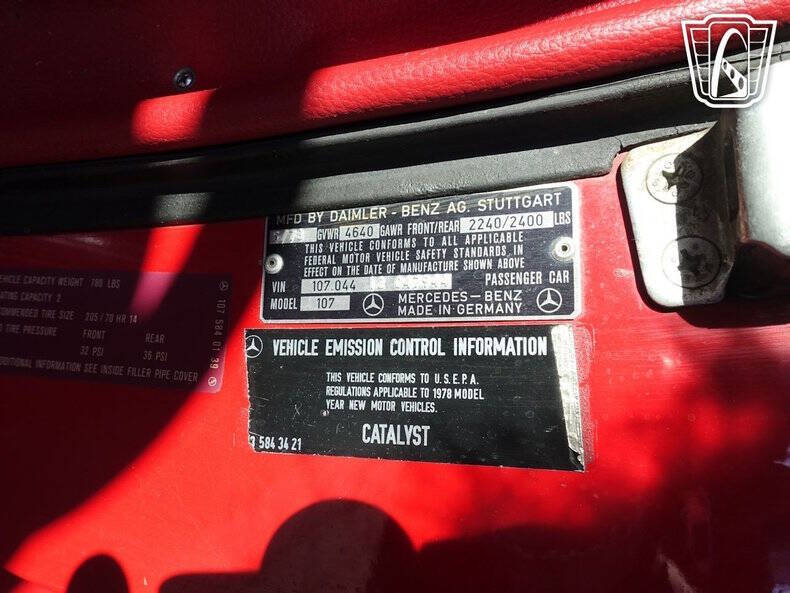 MFD BY DAIMLER - BENZ AG. STUTTGART
GVWR 4640 GAWR FRONT/REAR 2240/2400 LBS
THIS VEHICLE CONFORMS TO ALL APPLICABLE
FEDERAL MOTOR VEHICLE SAFETY STANDARDS IN
EFFECT ON THE DATE OF MANUFACTURE SHOWN ABOVE
VIN 107.044 PASSENGER CAR
MODEL 107 MERCEDES-BENZ
MADE IN GERMANY
VEHICLE CAPACITY WEIGHT LBS
CAPACITY 2
TIRE SIZE 205/70 HR 14
TIRE PRESSURE FRONT REAR
32 PSI 36 PSI
INFORMATION SEE INSIDE FILLER PIPE COVER
107 584 01 39
VEHICLE EMISSION CONTROL INFORMATION
THIS VEHICLE CONFORMS TO U.S.E.P.A.
REGULATIONS APPLICABLE TO 1978 MODEL
YEAR NEW MOTOR VEHICLES.
CATALYST
584 34 21